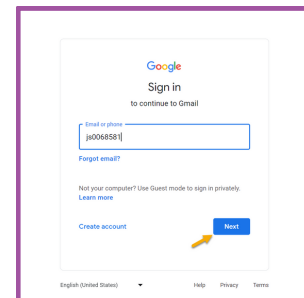 Google
Sign in
to continue to Gmail
Email or phone
js0068581
Forgot email?
Not your computer? Use Guest mode to sign in privately.
Learn more
Create account
Next
English (United States)
Help
Privacy
Terms